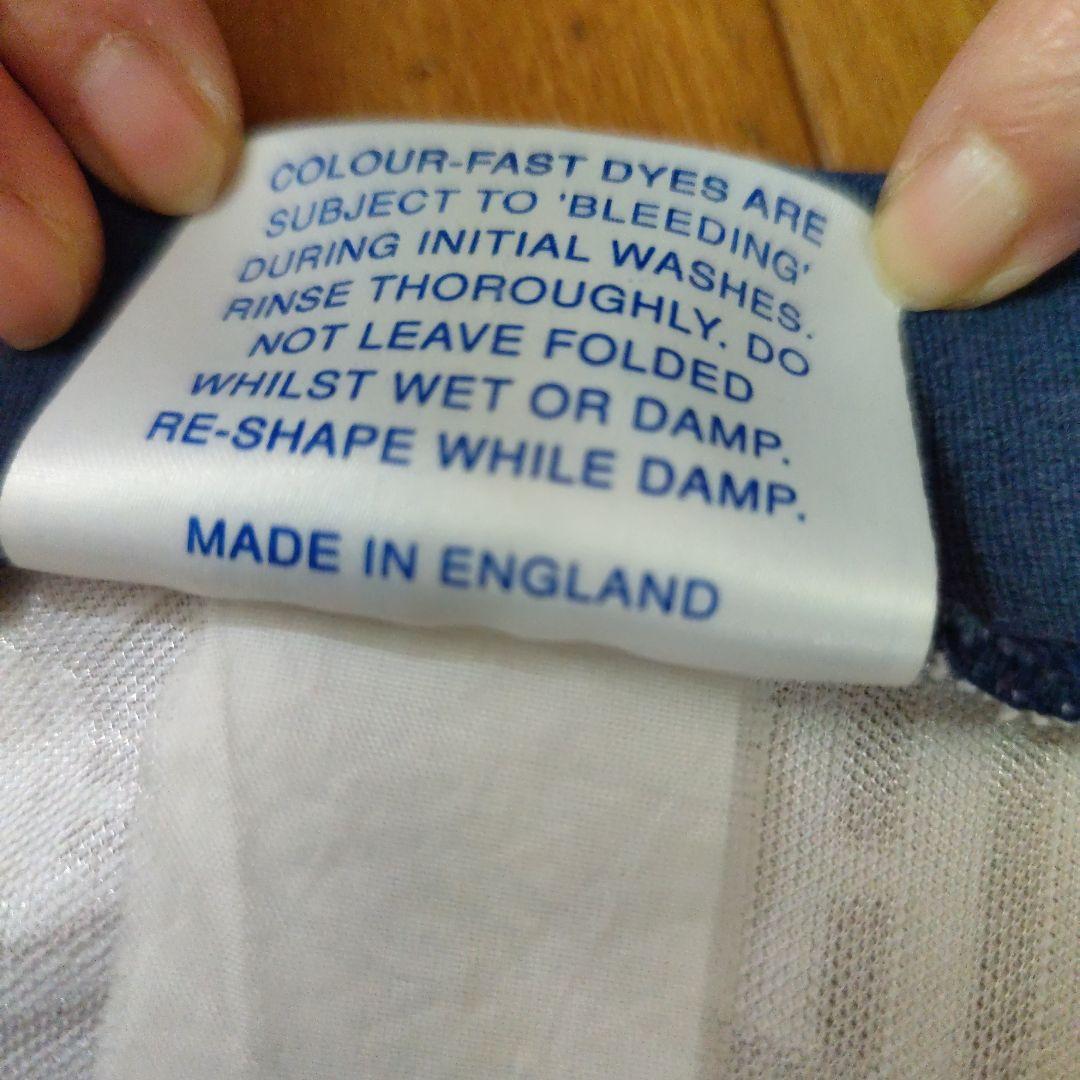 COLOUR-FAST DYES ARE
SUBJECT TO 'BLEEDING'
DURING INITIAL WASHES.
RINSE THOROUGHLY. DO
NOT LEAVE FOLDED
WHILST WET OR DAMP.
RE-SHAPE WHILE DAMP.
MADE IN ENGLAND